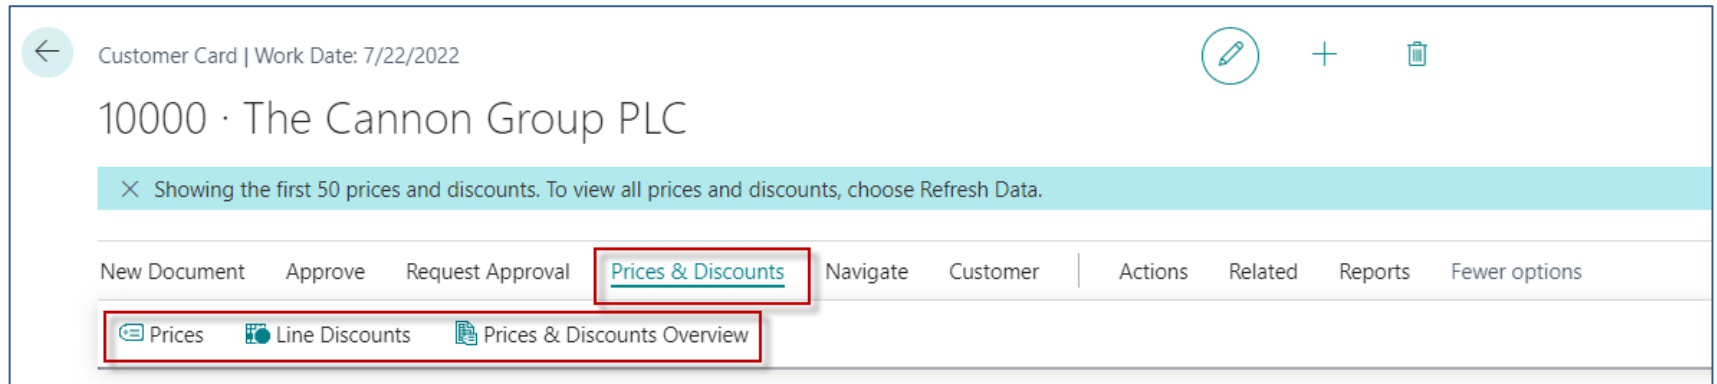 Customer Card | Work Date: 7/22/2022
10000 · The Cannon Group PLC
Showing the first 50 prices and discounts. To view all prices and discounts, choose Refresh Data.
New Document Approve Request Approval Prices & Discounts Navigate Customer Actions Related Reports Fewer options
Prices Line Discounts Prices & Discounts Overview